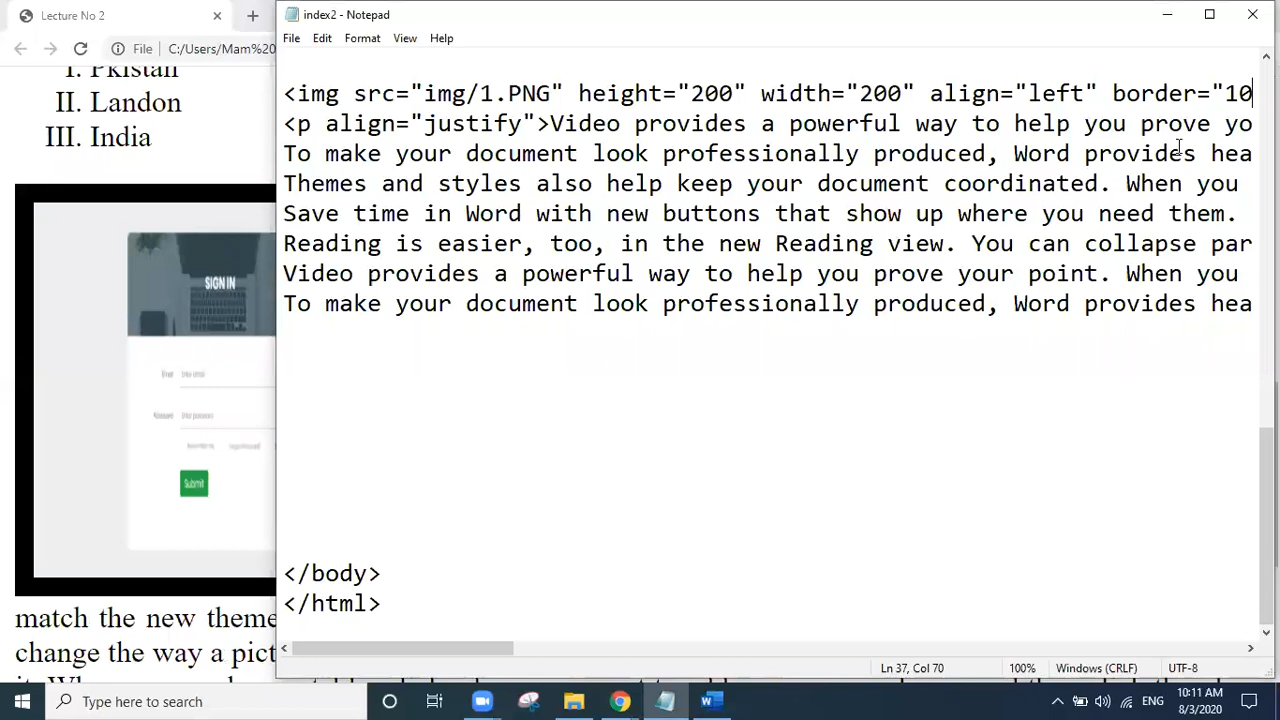 Lecture No 2
index2 - Notepad
File C:/Users/Mam%20
File Edit Format View Help
I. Pkistan
II. Landon
III. India
SIGN IN
Submit
match the new theme
change the way a pict
<img src="img/1.PNG" height="200" width="200" align="left" border="10
<p align="justify">Video provides a powerful way to help you prove yo
To make your document look professionally produced, Word provides hea
Themes and styles also help keep your document coordinated. When you
Save time in Word with new buttons that show up where you need them.
Reading is easier, too, in the new Reading view. You can collapse par
Video provides a powerful way to help you prove your point. When you
To make your document look professionally produced, Word provides hea
</body>
</html>
Ln 37, Col 70 100% Windows (CRLF) UTF-8
Type here to search
ENG
10:11 AM
8/3/2020